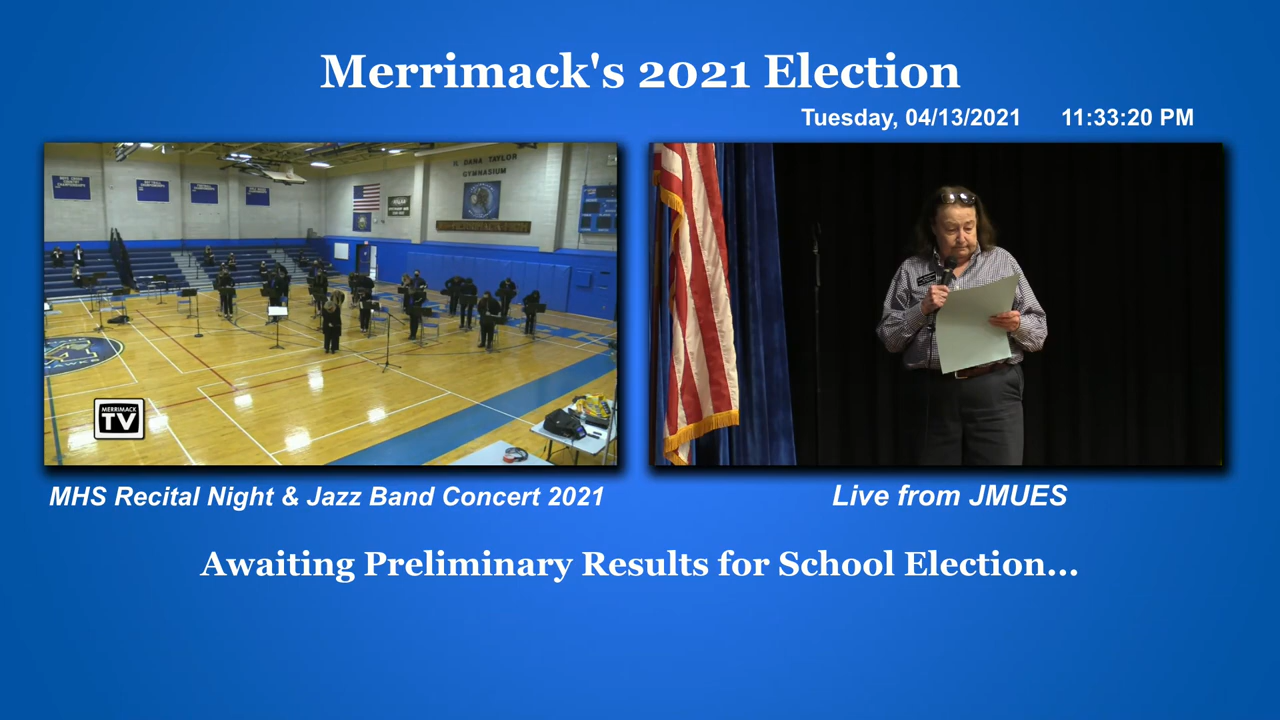 Merrimack's 2021 Election
Tuesday, 04/13/2021 11:33:20 PM
DANA TAYLOR
GYMNASIUM
MERRIMACK
TV
MHS Recital Night & Jazz Band Concert 2021
Live from JMUES
Awaiting Preliminary Results for School Election...